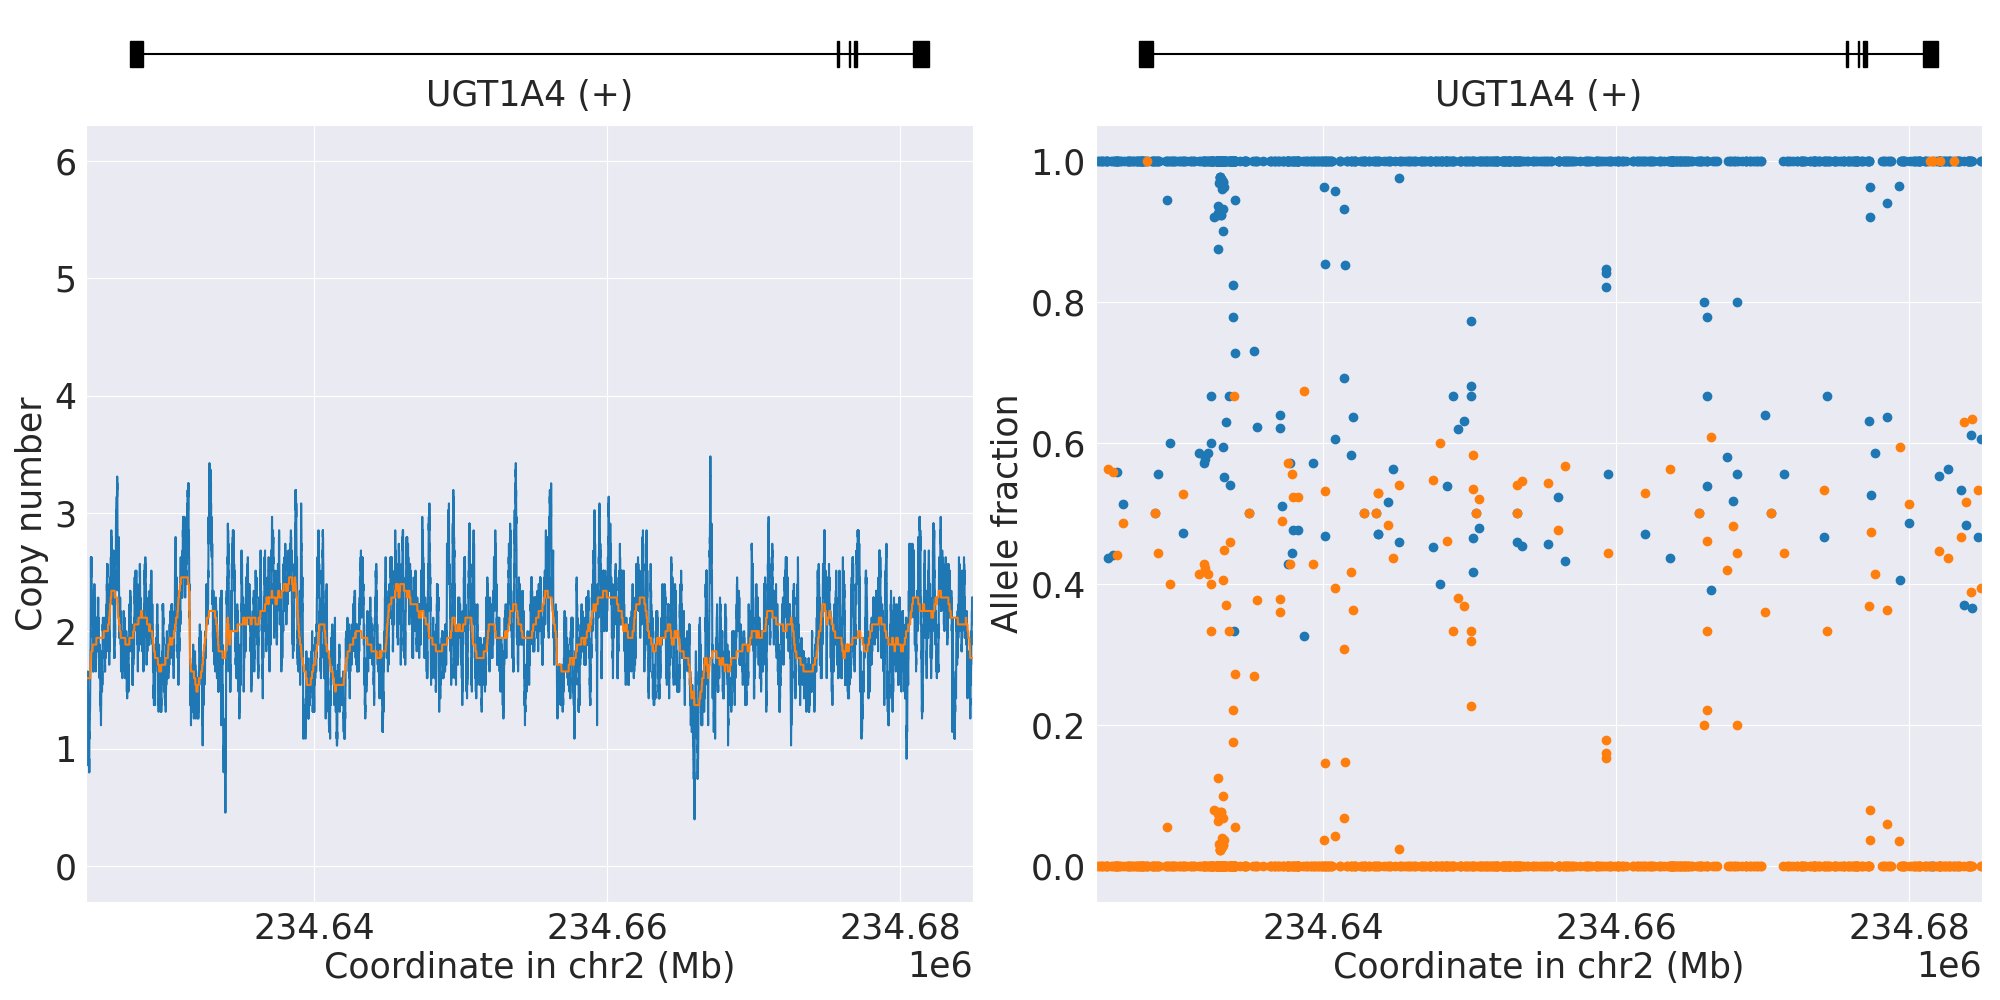 UGT1A4 (+)
UGT1A4 (+)
6
5
4
3
2
1
0
Copy number
234.64
234.66
234.68
Coordinate in chr2 (Mb)
1e6
1.0
0.8
0.6
0.4
0.2
0.0
Allele fraction
234.64
234.66
234.68
Coordinate in chr2 (Mb)
1e6